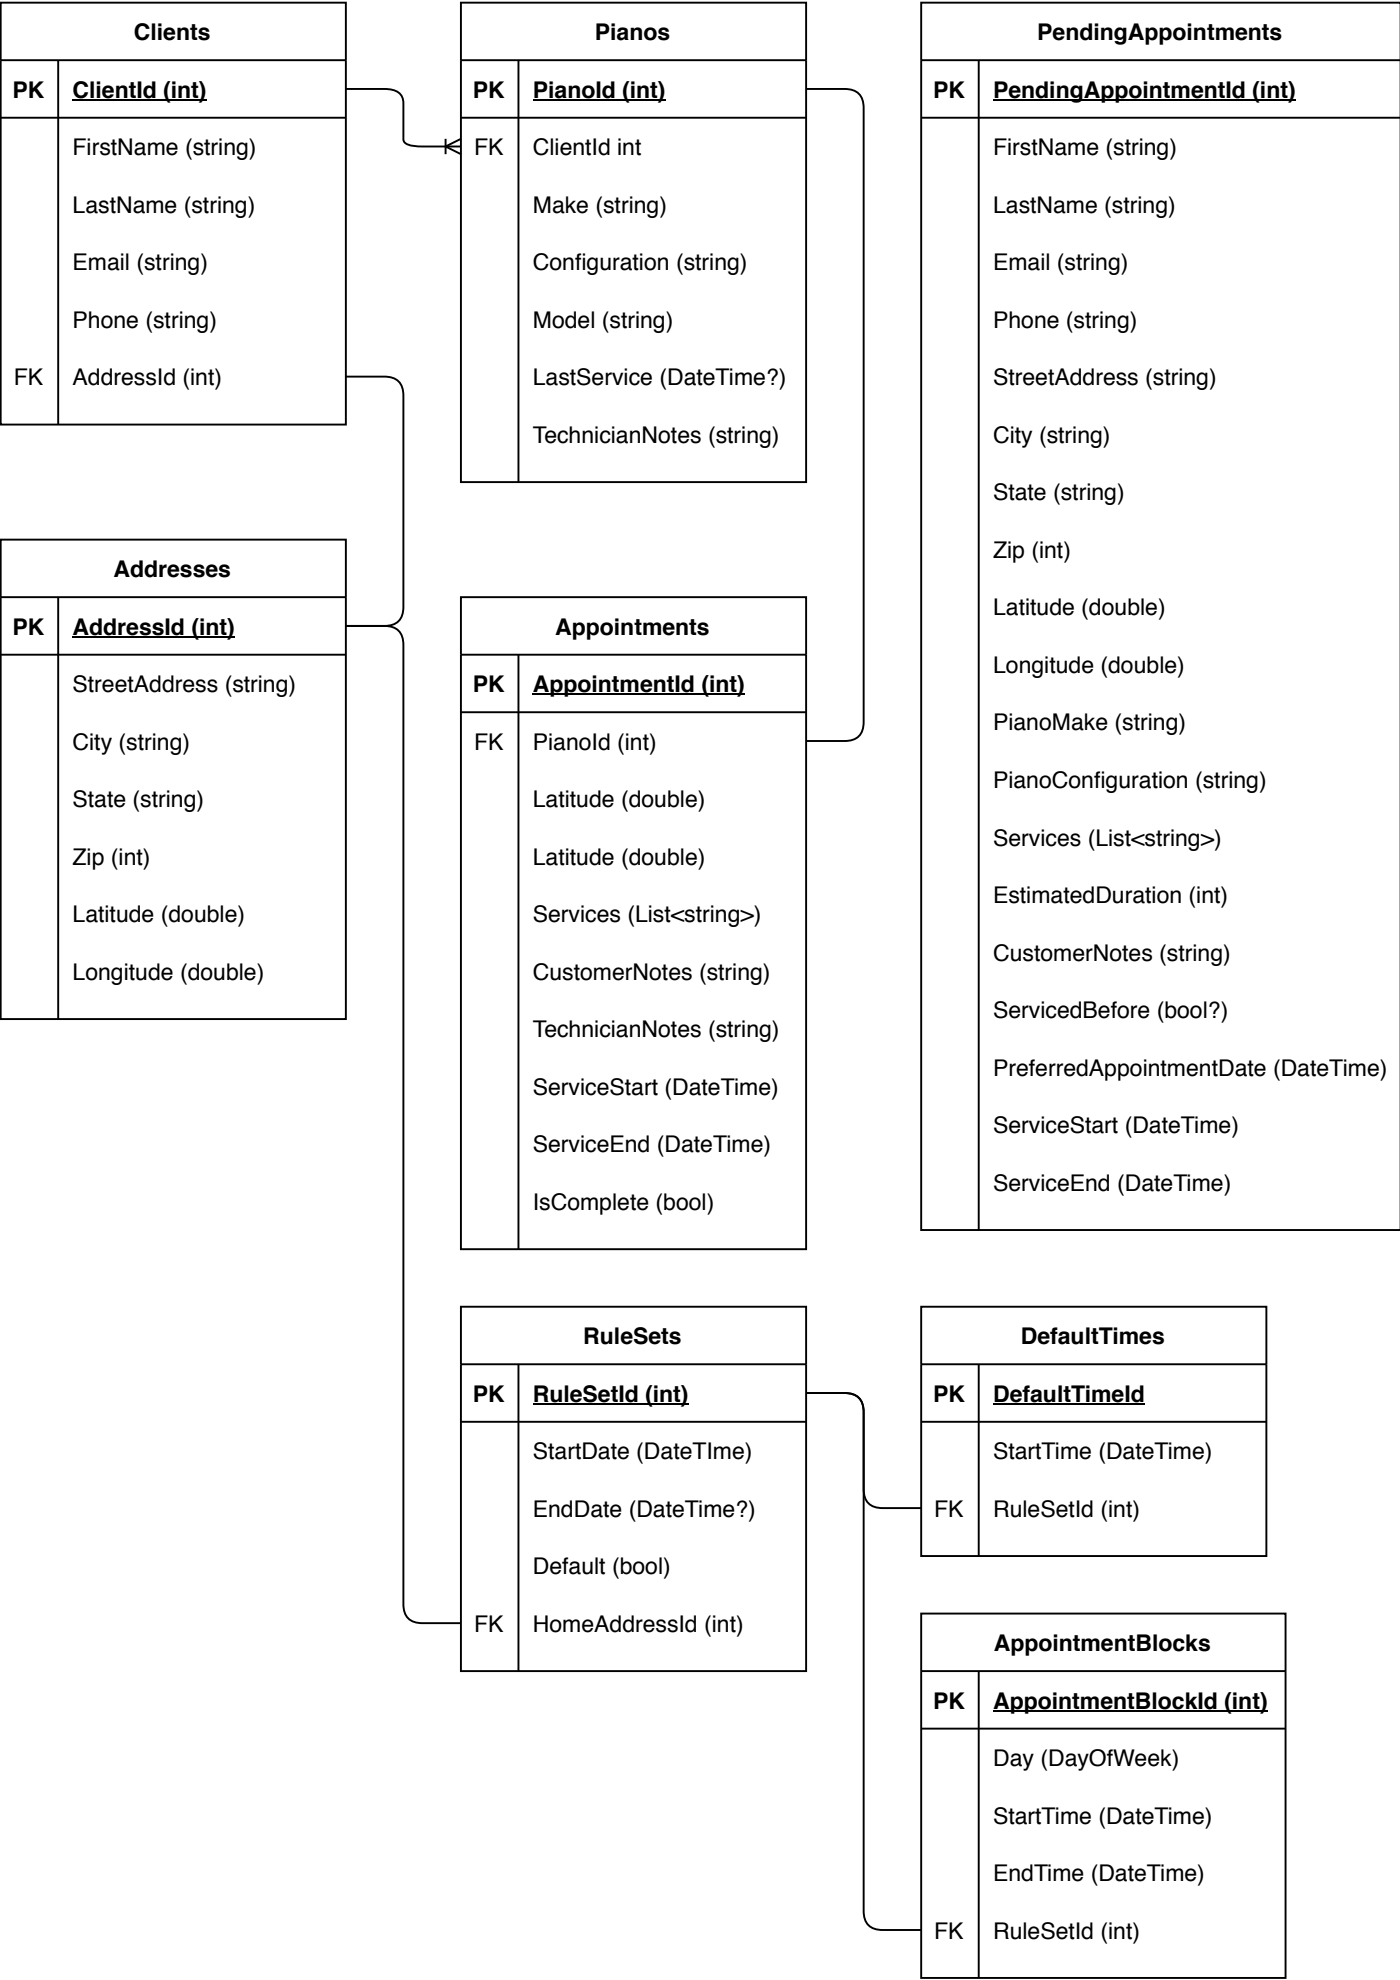 Clients
PK ClientId (int)
FirstName (string)
LastName (string)
Email (string)
Phone (string)
FK AddressId (int)
Pianos
PK PianoId (int)
FK ClientId int
Make (string)
Configuration (string)
Model (string)
LastService (DateTime?)
TechnicianNotes (string)
PendingAppointments
PK PendingAppointmentId (int)
FirstName (string)
LastName (string)
Email (string)
Phone (string)
StreetAddress (string)
City (string)
State (string)
Zip (int)
Latitude (double)
Longitude (double)
PianoMake (string)
PianoConfiguration (string)
Services (List<string>)
EstimatedDuration (int)
CustomerNotes (string)
ServicedBefore (bool?)
PreferredAppointmentDate (DateTime)
ServiceStart (DateTime)
ServiceEnd (DateTime)
Addresses
PK AddressId (int)
StreetAddress (string)
City (string)
State (string)
Zip (int)
Latitude (double)
Longitude (double)
Appointments
PK AppointmentId (int)
FK PianoId (int)
Latitude (double)
Latitude (double)
Services (List<string>)
CustomerNotes (string)
TechnicianNotes (string)
ServiceStart (DateTime)
ServiceEnd (DateTime)
IsComplete (bool)
RuleSets
PK RuleSetId (int)
StartDate (DateTIme)
EndDate (DateTime?)
Default (bool)
FK HomeAddressId (int)
DefaultTimes
PK DefaultTimeId
StartTime (DateTime)
FK RuleSetId (int)
AppointmentBlocks
PK AppointmentBlockId (int)
Day (DayOfWeek)
StartTime (DateTime)
EndTime (DateTime)
FK RuleSetId (int)